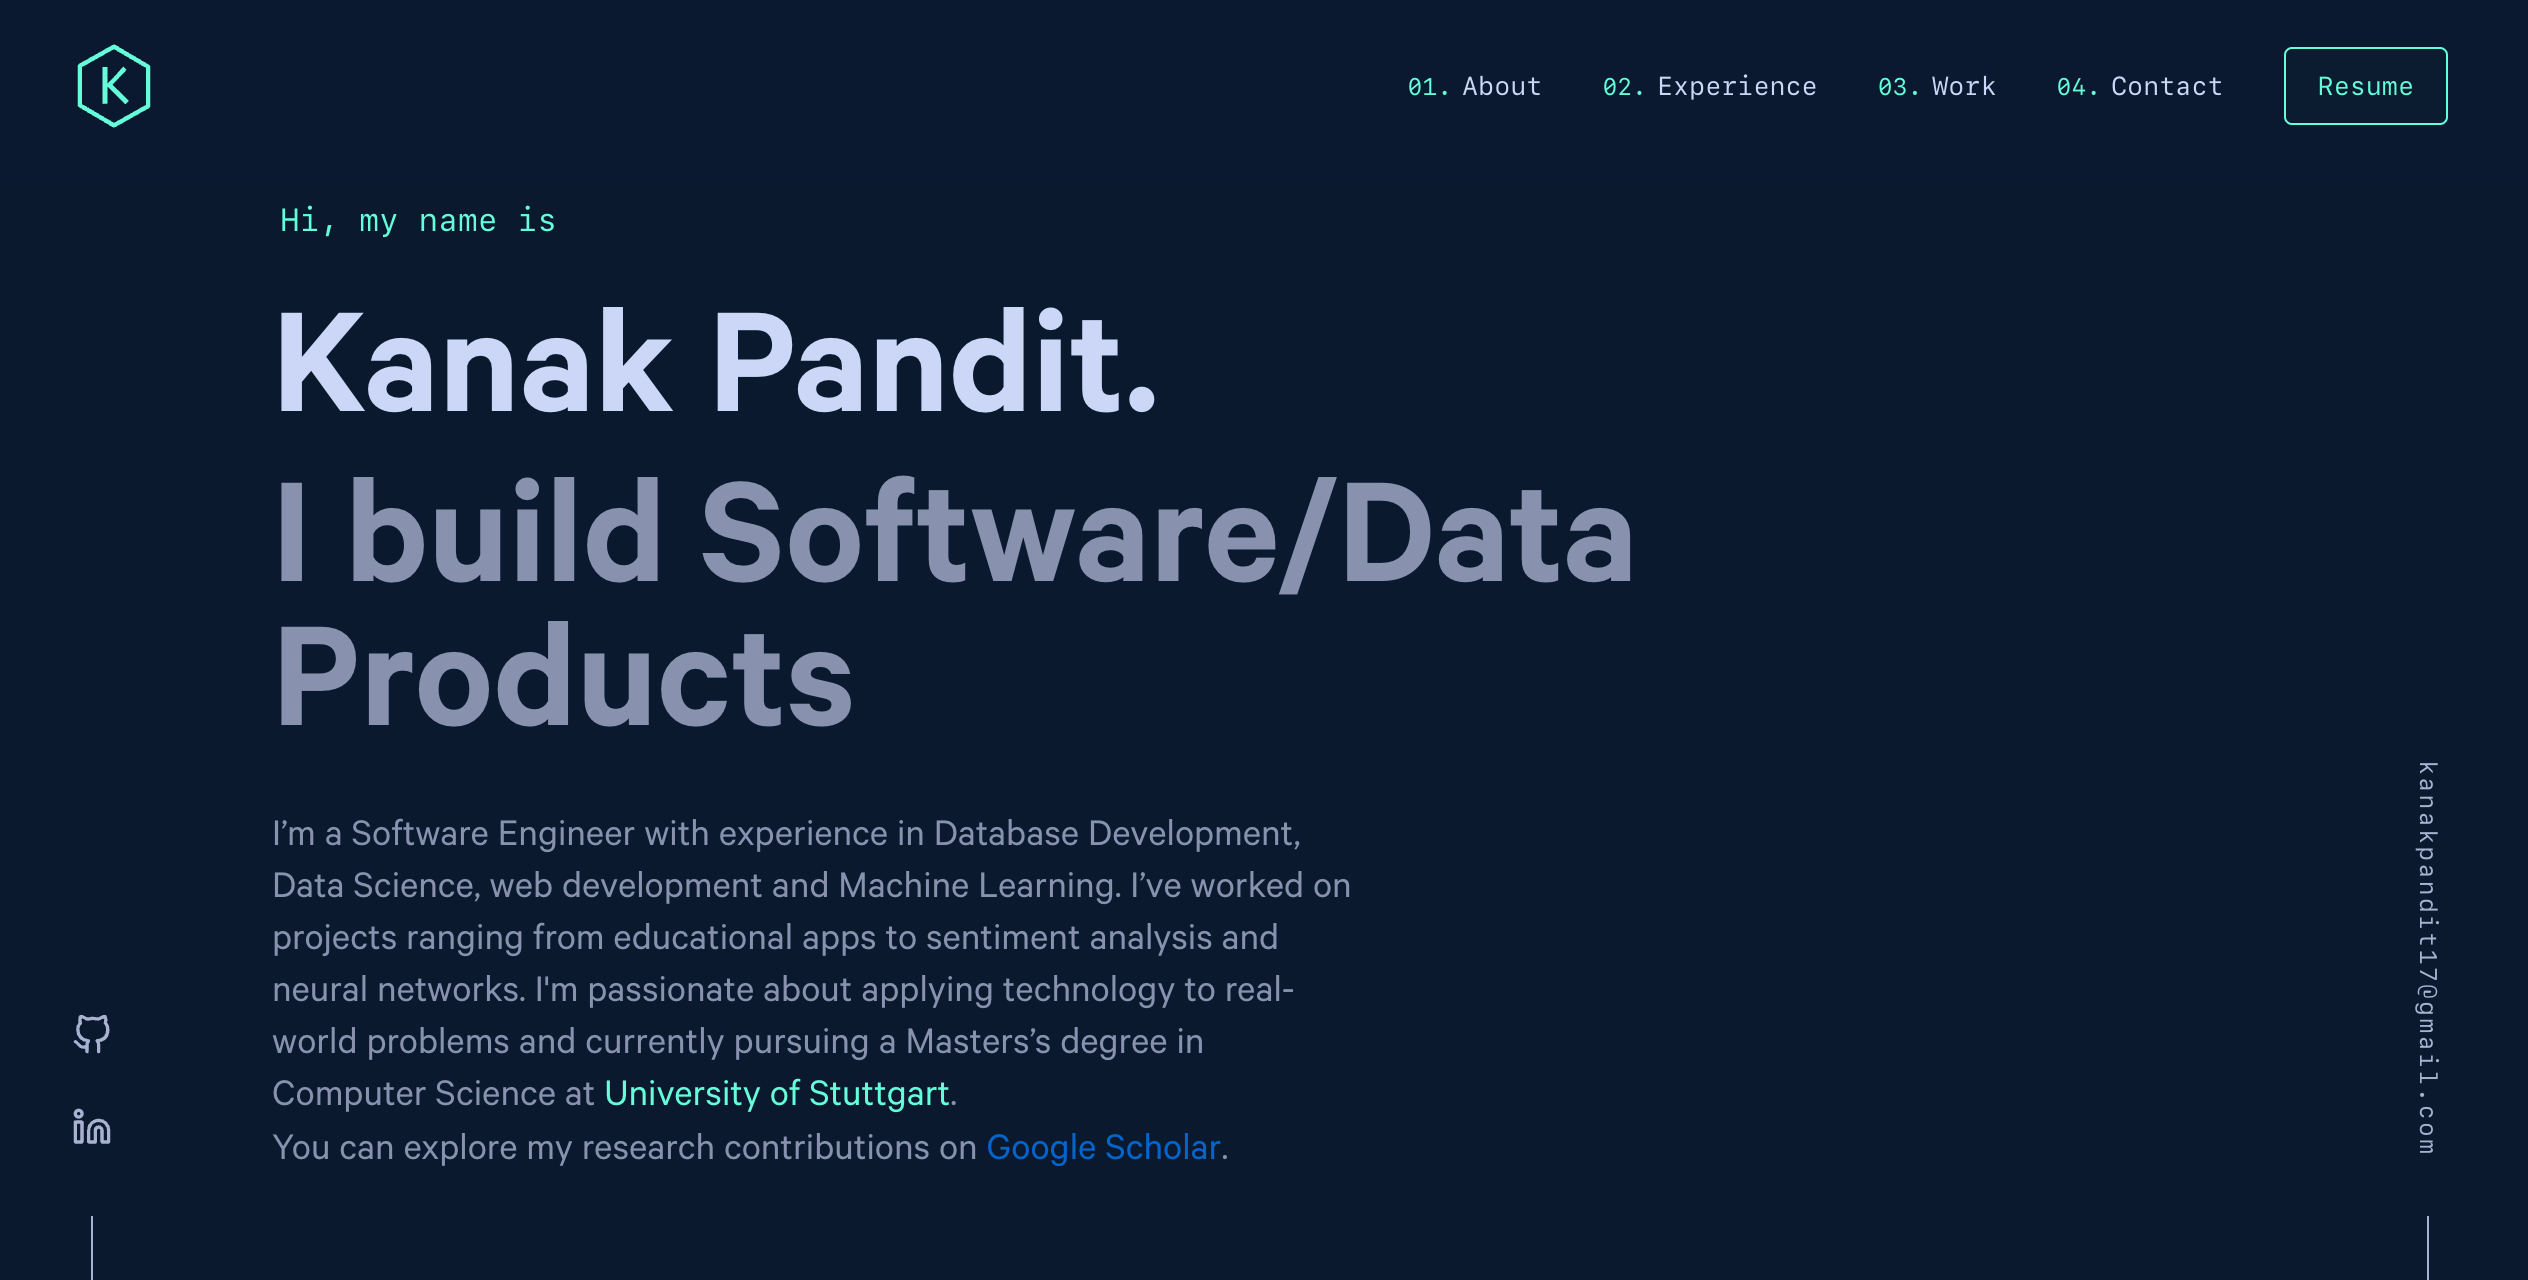 K
01. About 02. Experience 03. Work 04. Contact Resume
Hi, my name is
Kanak Pandit.
I build Software/Data
Products
I’m a Software Engineer with experience in Database Development,
Data Science, web development and Machine Learning. I’ve worked on
projects ranging from educational apps to sentiment analysis and
neural networks. I'm passionate about applying technology to real-
world problems and currently pursuing a Masters’s degree in
Computer Science at University of Stuttgart.
You can explore my research contributions on Google Scholar.
in
kanakpandit17@gmail.com